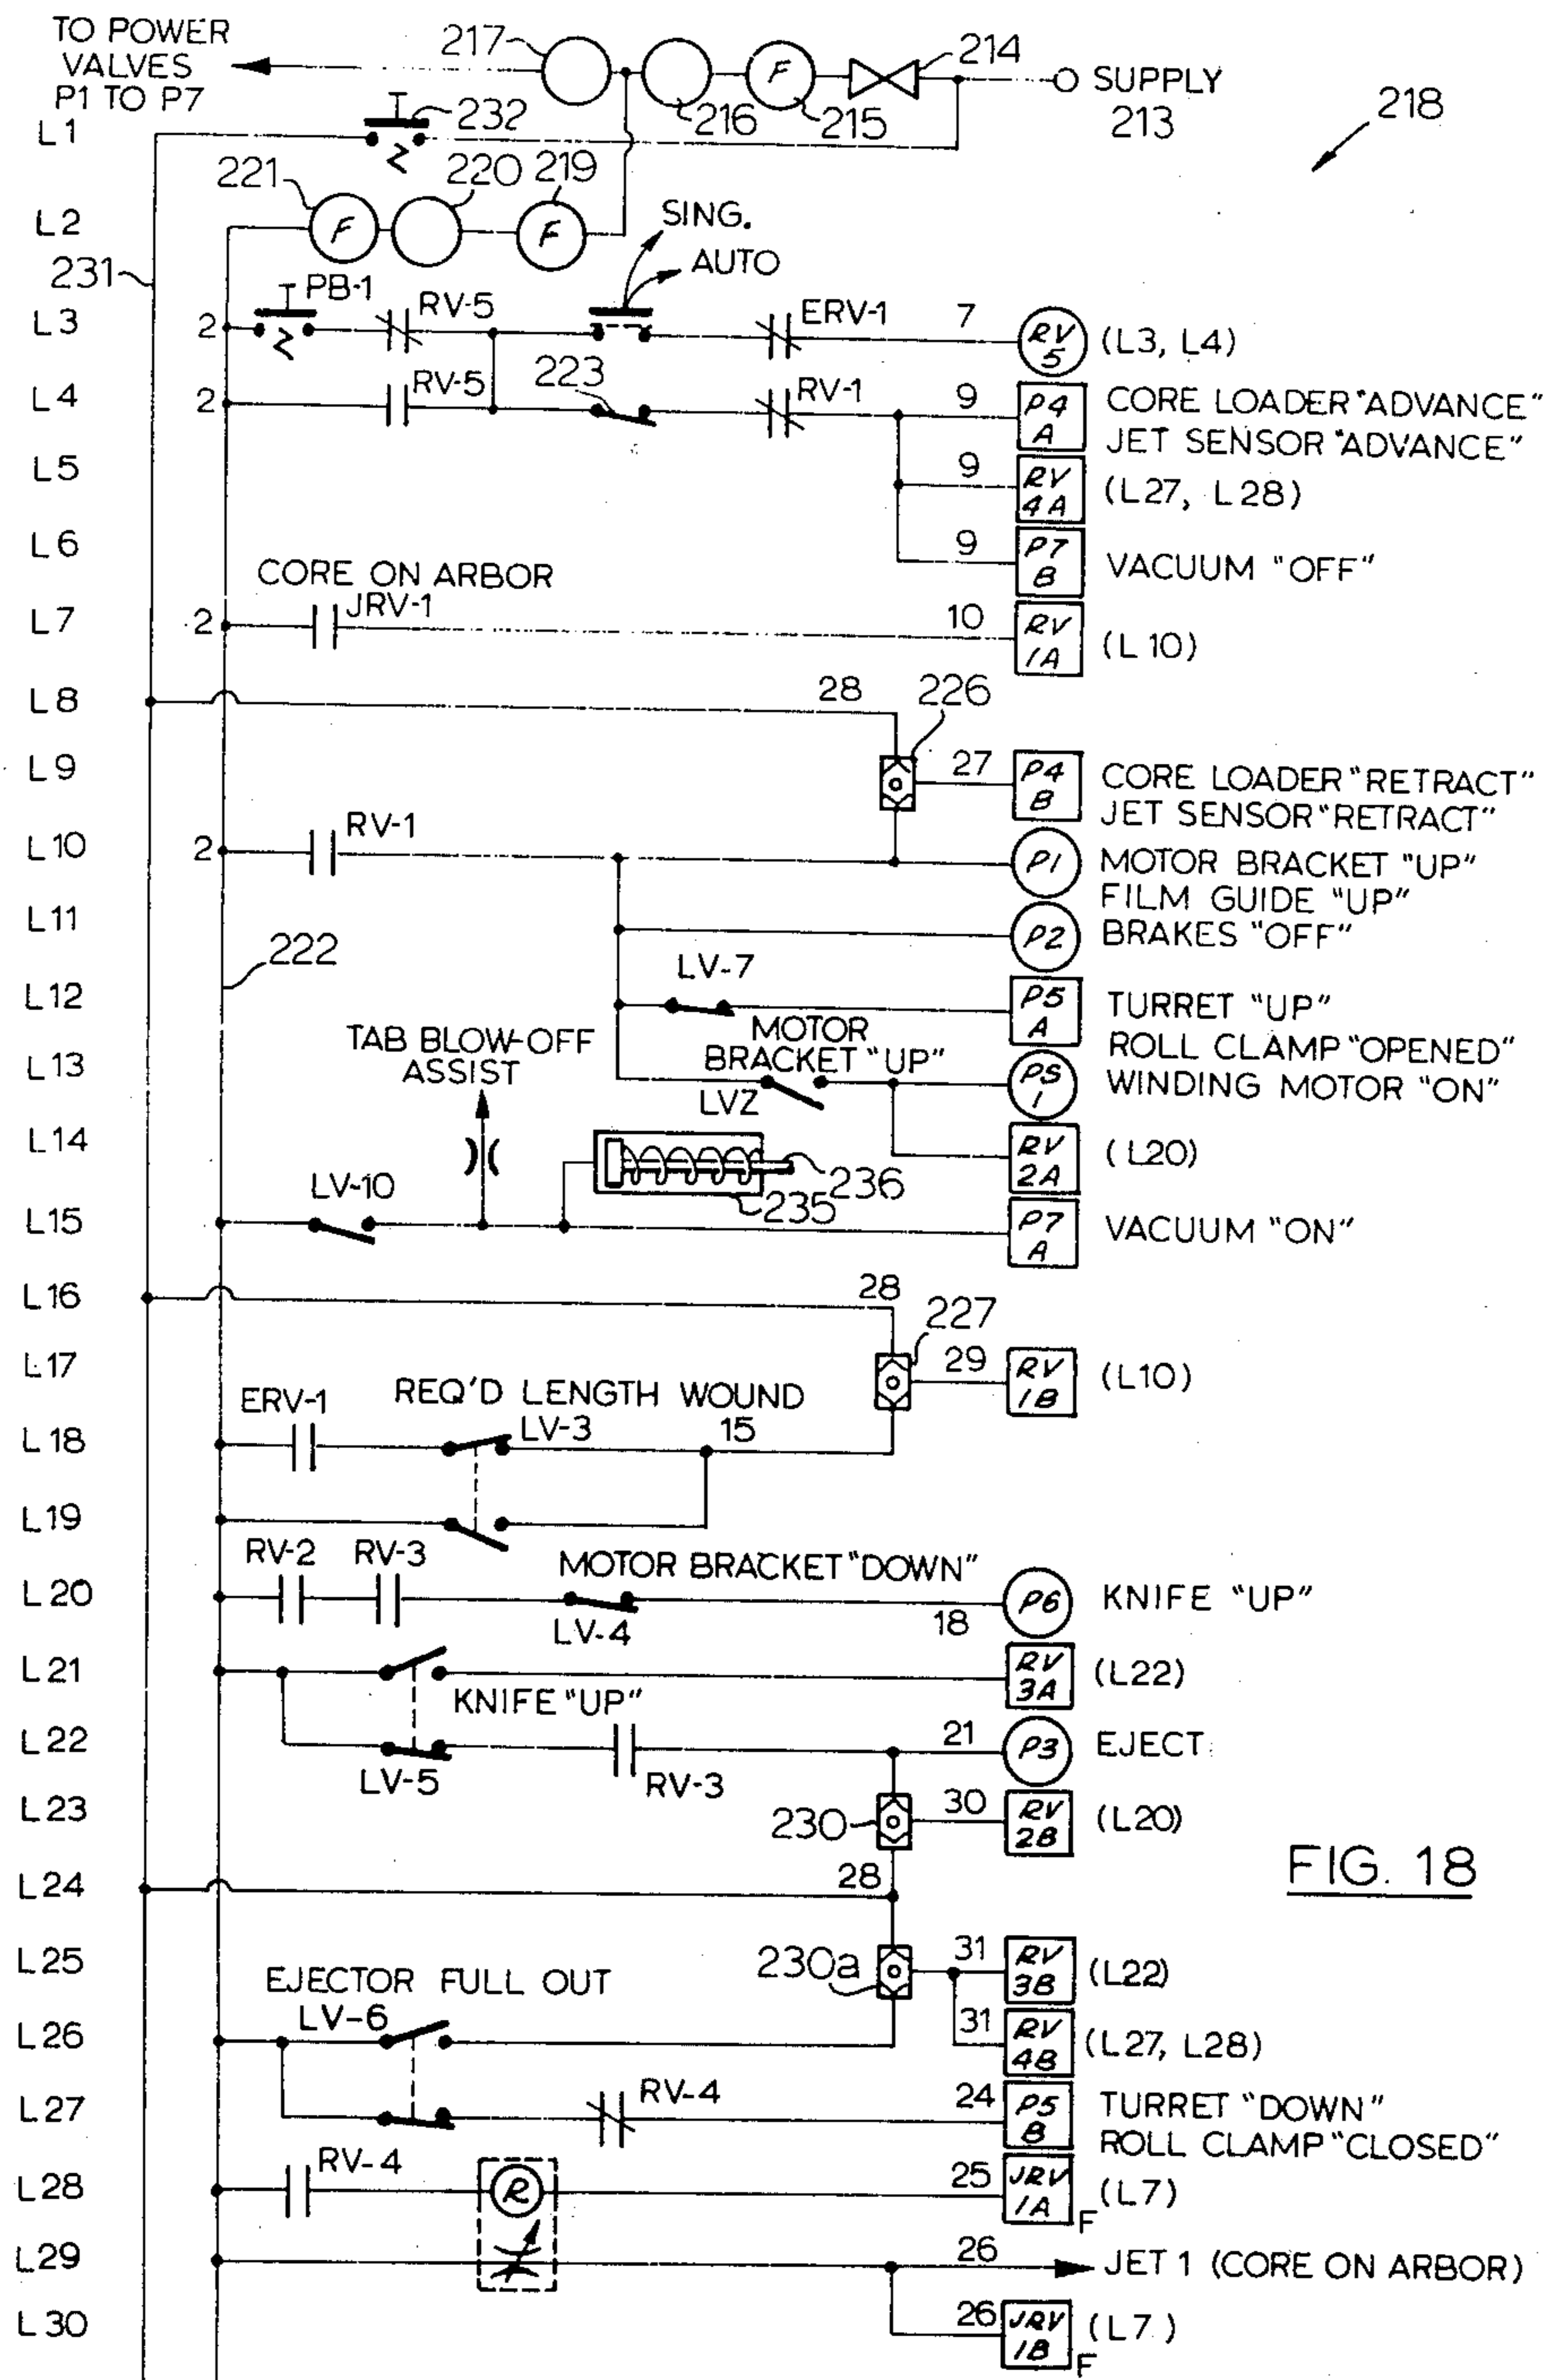 TO POWER
VALVES
P1 TO P7
217
214
SUPPLY
213
216
215
218
L1
232
221
220
219
L2
SING.
AUTO
231
PB-1
RV-5
ERV-1
7
L3
2
RV
5
(L3, L4)
L4
2
RV-5
223
RV-1
9
P4
A
CORE LOADER "ADVANCE"
JET SENSOR "ADVANCE"
L5
9
RV
4A
(L27, L28)
L6
9
P7
B
VACUUM "OFF"
CORE ON ARBOR
JRV-1
L7
2
10
RV
1A
(L10)
L8
28
226
L9
27
P4
B
CORE LOADER "RETRACT"
JET SENSOR "RETRACT"
L10
2
RV-1
P1
MOTOR BRACKET "UP"
FILM GUIDE "UP"
L11
P2
BRAKES "OFF"
222
L12
LV-7
P5
A
TURRET "UP"
ROLL CLAMP "OPENED"
TAB BLOW-OFF
ASSIST
MOTOR
BRACKET "UP"
L13
LV2
PS
1
WINDING MOTOR "ON"
L14
RV
2A
(L20)
236
235
LV-10
L15
P7
A
VACUUM "ON"
L16
28
227
L17
29
RV
1B
(L10)
REQ'D LENGTH WOUND
ERV-1
LV-3
15
L18
L19
RV-2
RV-3
MOTOR BRACKET "DOWN"
L20
LV-4
18
P6
KNIFE "UP"
L21
RV
3A
(L22)
KNIFE "UP"
L22
LV-5
RV-3
21
P3
EJECT
L23
230
30
RV
2B
(L20)
L24
28
FIG. 18
L25
230a
31
RV
3B
(L22)
EJECTOR FULL OUT
LV-6
L26
31
RV
4B
(L27, L28)
L27
RV-4
24
P5
B
TURRET "DOWN"
ROLL CLAMP "CLOSED"
L28
RV-4
R
25
JRV
1A
F
(L7)
L29
26
JET 1 (CORE ON ARBOR)
L30
26
JRV
1B
F
(L7)
F
F
F